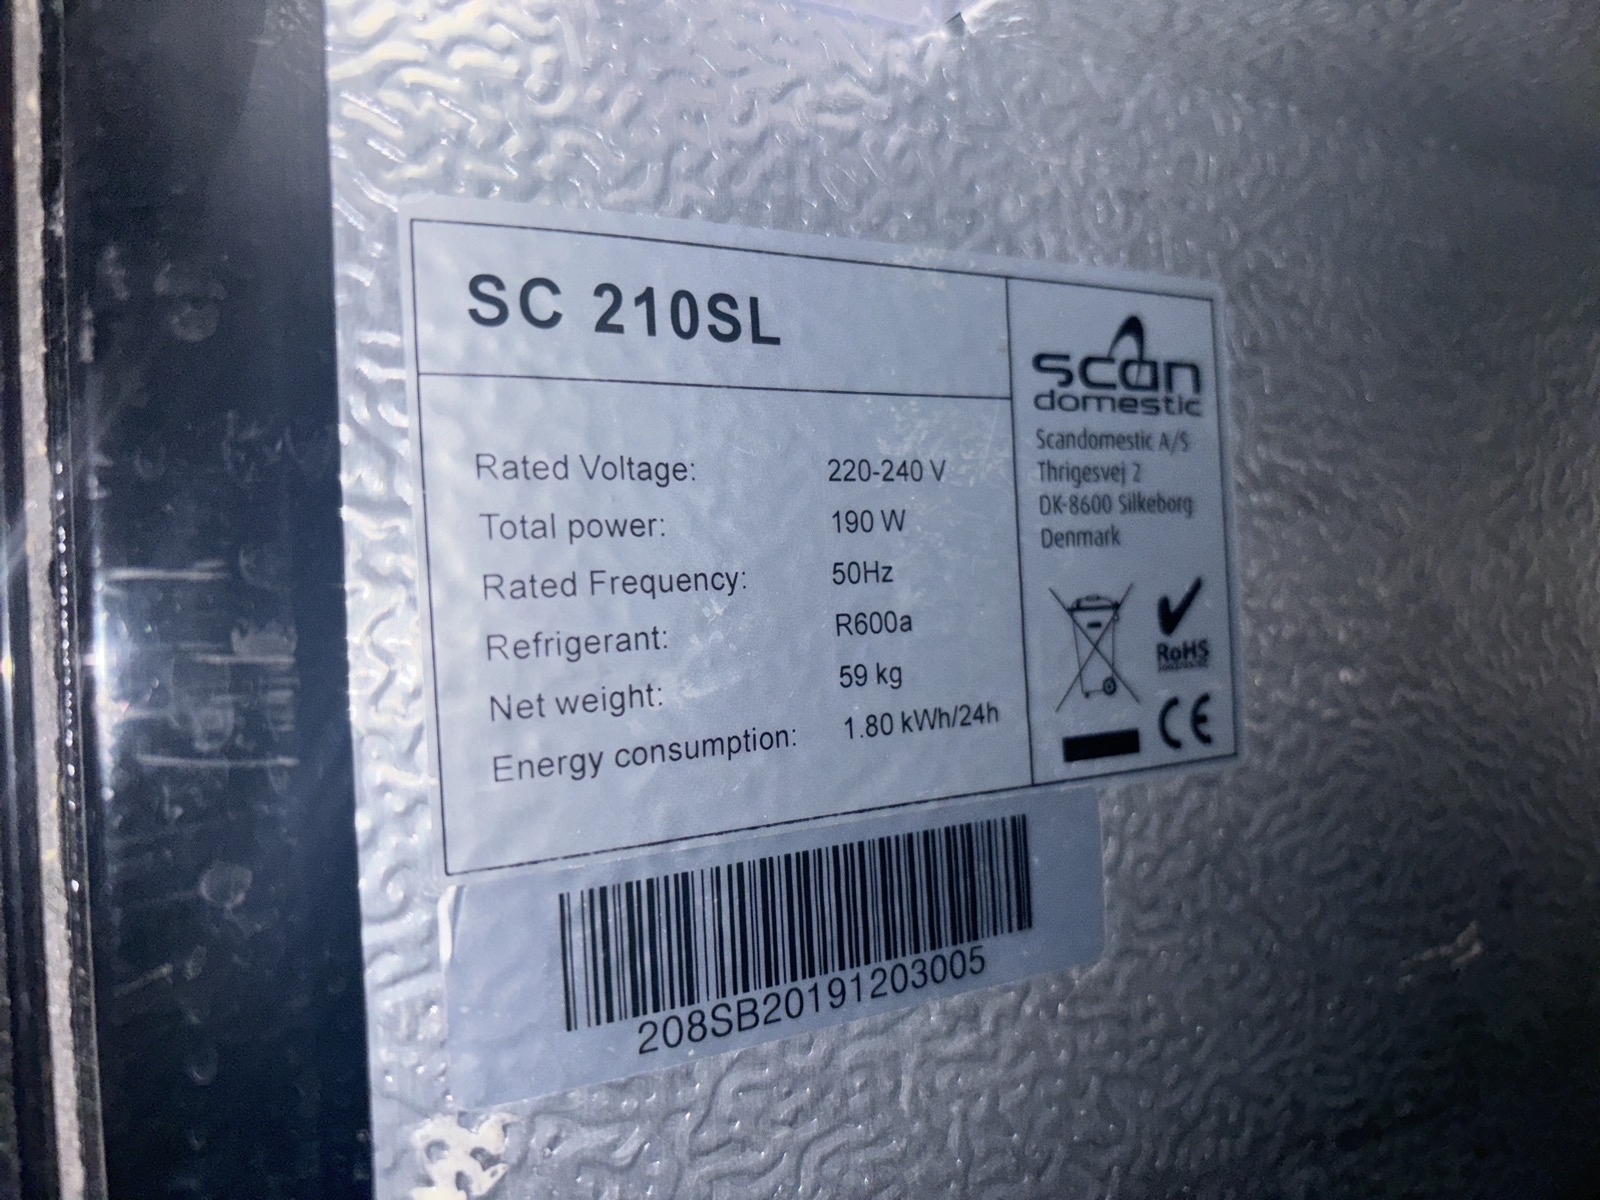 SC 210SL
Rated Voltage: 220-240 V
Total power: 190 W
Rated Frequency: 50Hz
Refrigerant: R600a
Net weight: 59 kg
Energy consumption: 1.80 kWh/24h
scan
domestic
Scandomestic A/S
Thrigesvej 2
DK-8600 Silkeborg
Denmark
RoHS
CE
208SB20191203005